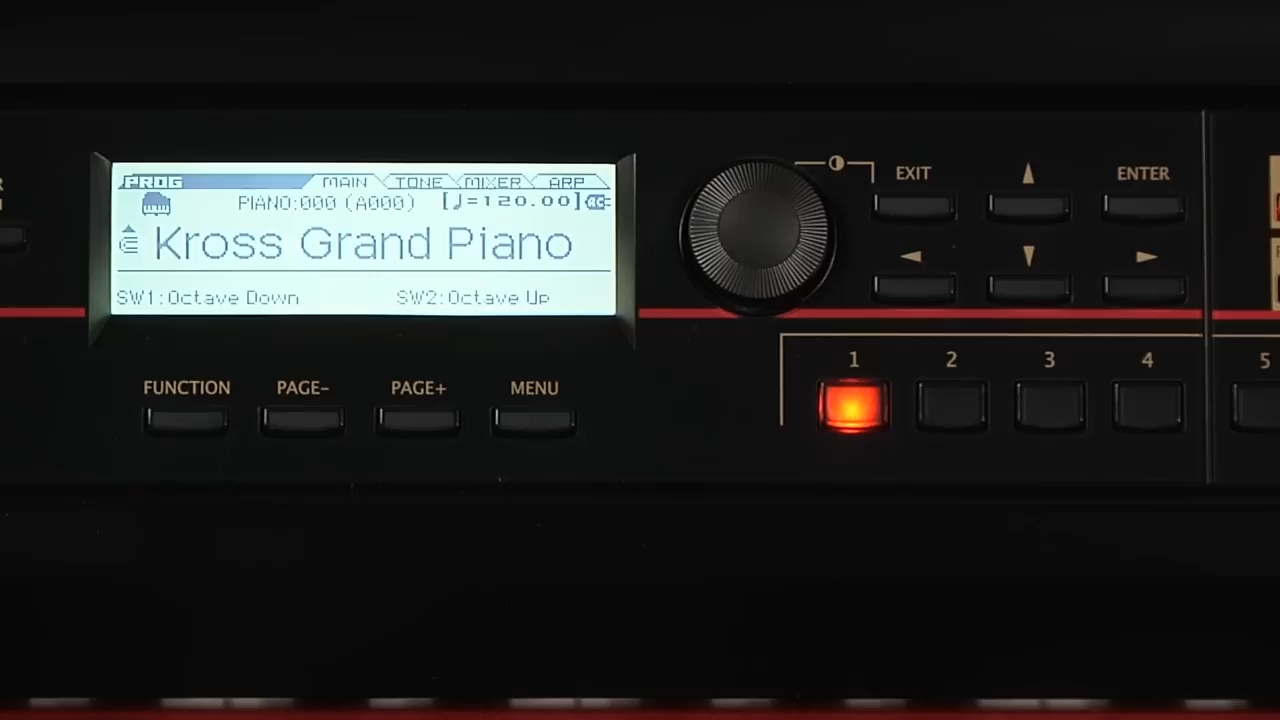 PROG MAIN TONE MIXER ARP
PIANO:000 (A000) [♩=120.00]
Kross Grand Piano
SW1:Octave Down SW2:Octave Up
EXIT ENTER
FUNCTION PAGE- PAGE+ MENU
1 2 3 4 5